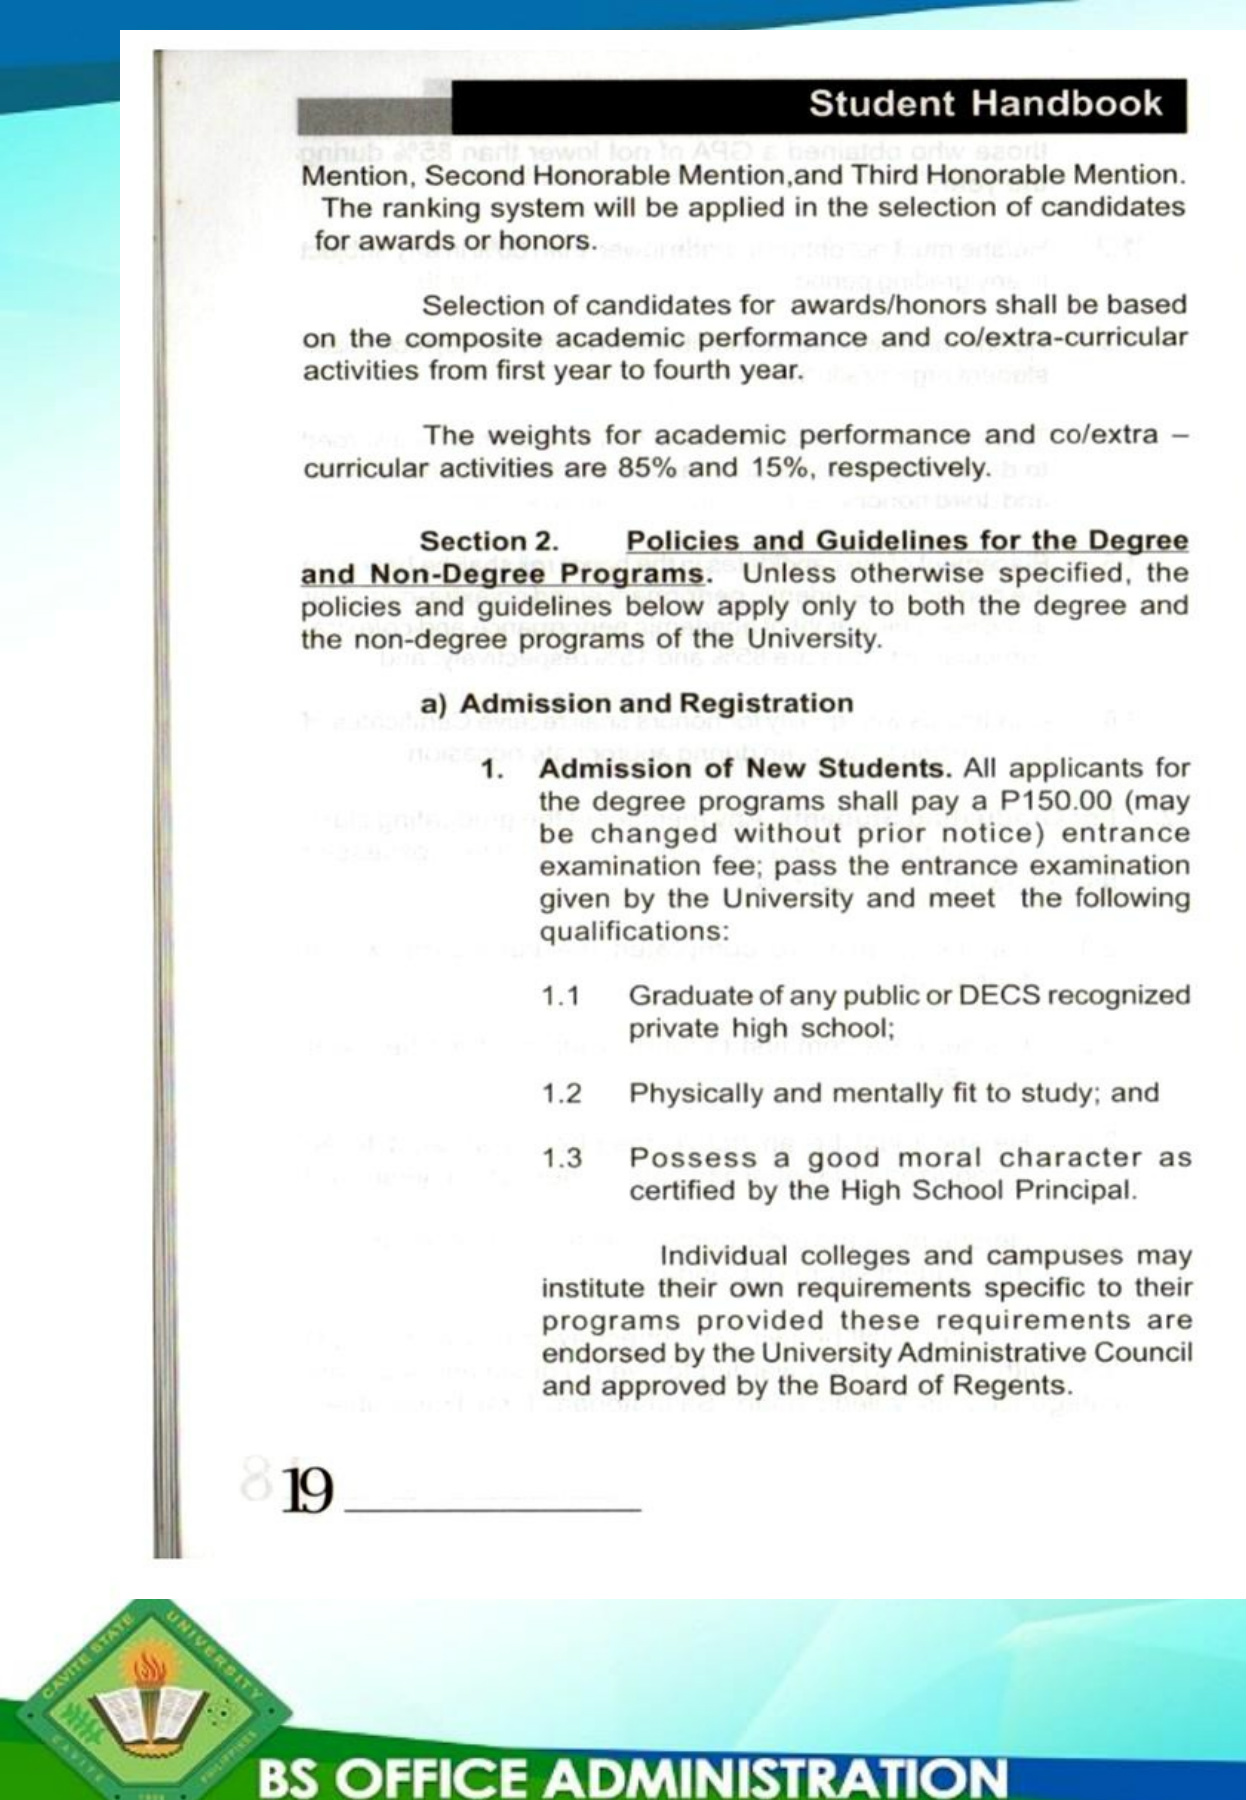 Student Handbook
Mention, Second Honorable Mention,and Third Honorable Mention.
The ranking system will be applied in the selection of candidates
for awards or honors.
Selection of candidates for awards/honors shall be based
on the composite academic performance and co/extra-curricular
activities from first year to fourth year.
The weights for academic performance and co/extra –
curricular activities are 85% and 15%, respectively.
Section 2. Policies and Guidelines for the Degree
and Non-Degree Programs. Unless otherwise specified, the
policies and guidelines below apply only to both the degree and
the non-degree programs of the University.
a) Admission and Registration
1. Admission of New Students. All applicants for
the degree programs shall pay a P150.00 (may
be changed without prior notice) entrance
examination fee; pass the entrance examination
given by the University and meet the following
qualifications:
1.1 Graduate of any public or DECS recognized
private high school;
1.2 Physically and mentally fit to study; and
1.3 Possess a good moral character as
certified by the High School Principal.
Individual colleges and campuses may
institute their own requirements specific to their
programs provided these requirements are
endorsed by the University Administrative Council
and approved by the Board of Regents.
19
CAVITE STATE UNIVERSITY
CAVITE PHILIPPINES
BS OFFICE ADMINISTRATION